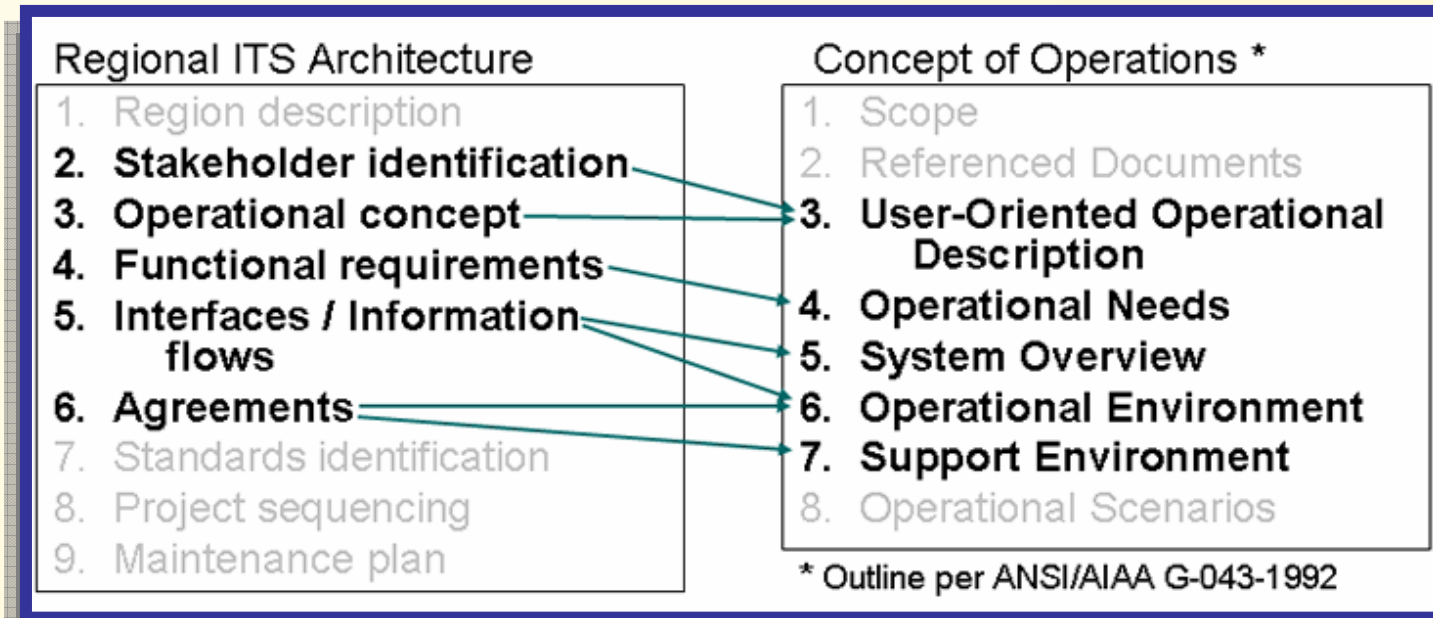 Regional ITS Architecture
1. Region description
2. Stakeholder identification
3. Operational concept
4. Functional requirements
5. Interfaces / Information
flows
6. Agreements
7. Standards identification
8. Project sequencing
9. Maintenance plan
Concept of Operations *
1. Scope
2. Referenced Documents
3. User-Oriented Operational
Description
4. Operational Needs
5. System Overview
6. Operational Environment
7. Support Environment
8. Operational Scenarios
* Outline per ANSI/AIAA G-043-1992